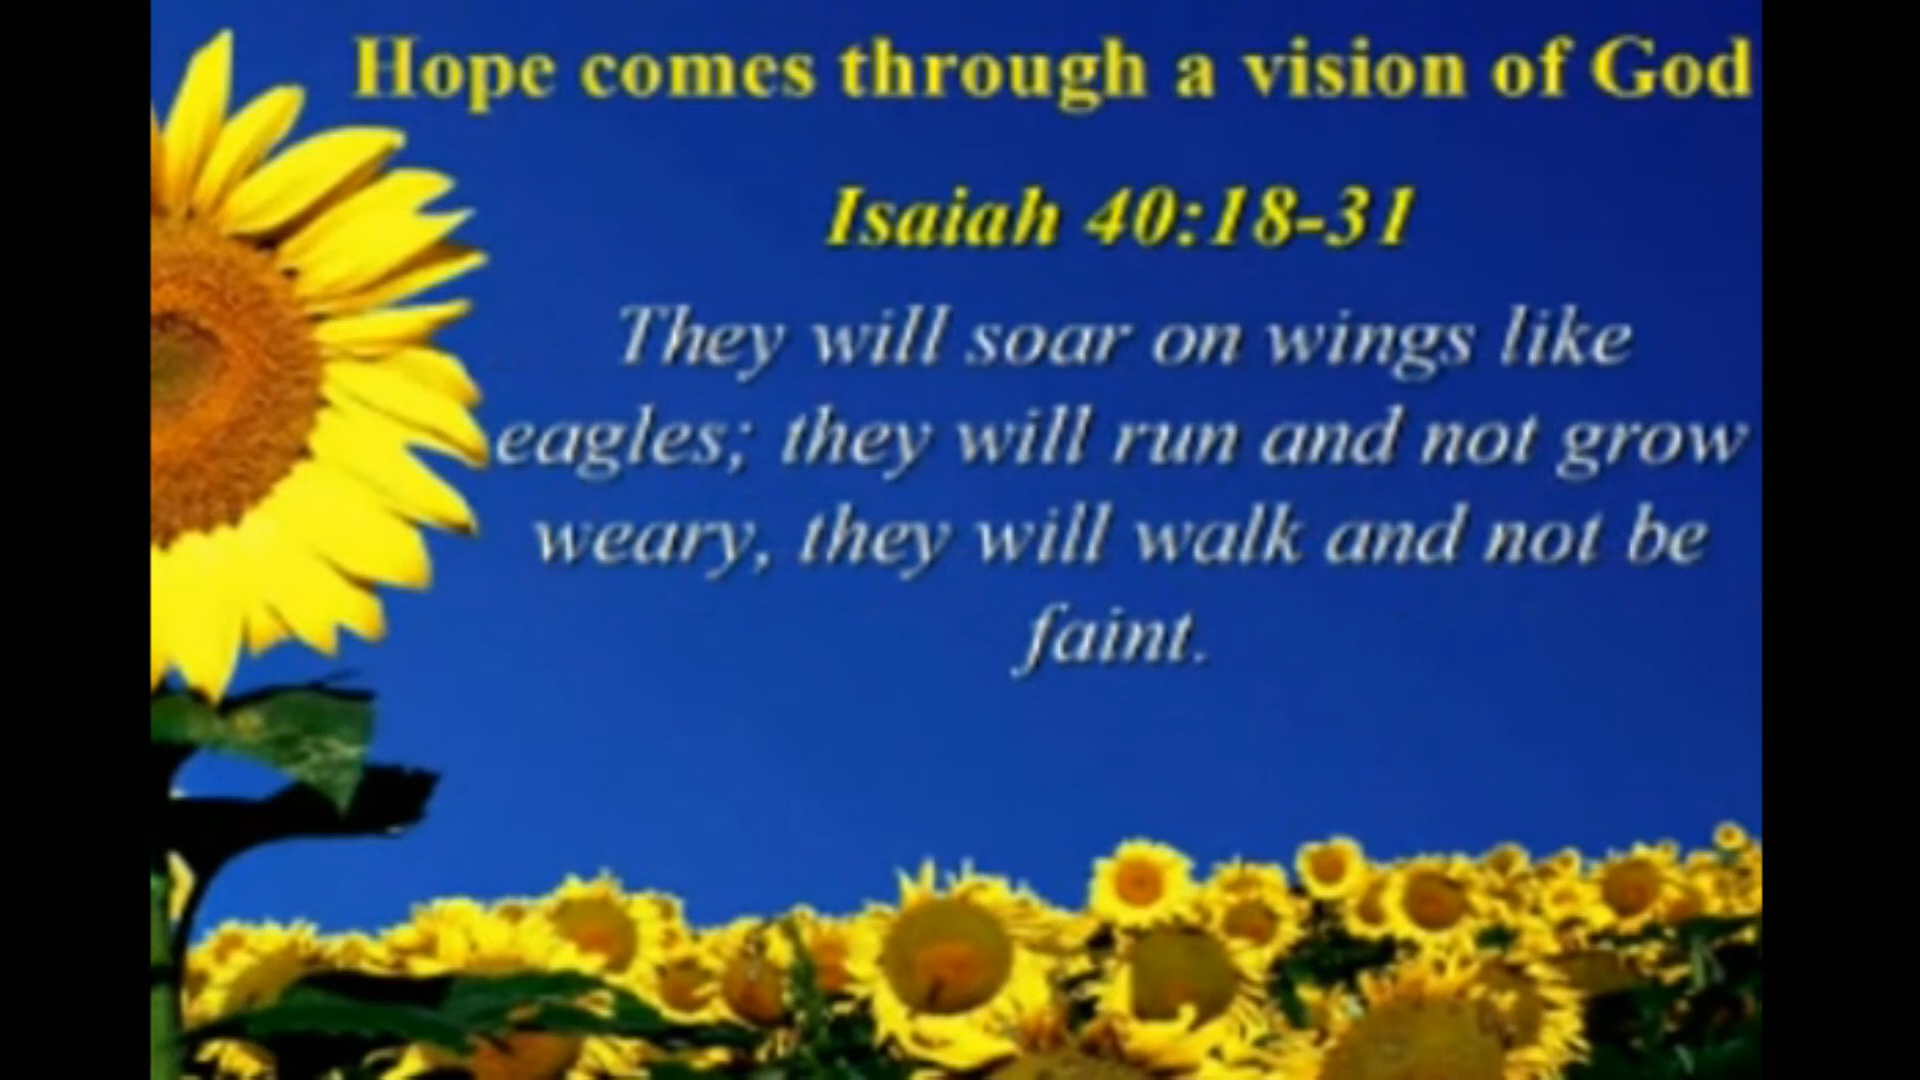 Hope comes through a vision of God
Isaiah 40:18-31
They will soar on wings like
eagles; they will run and not grow
weary, they will walk and not be
faint.